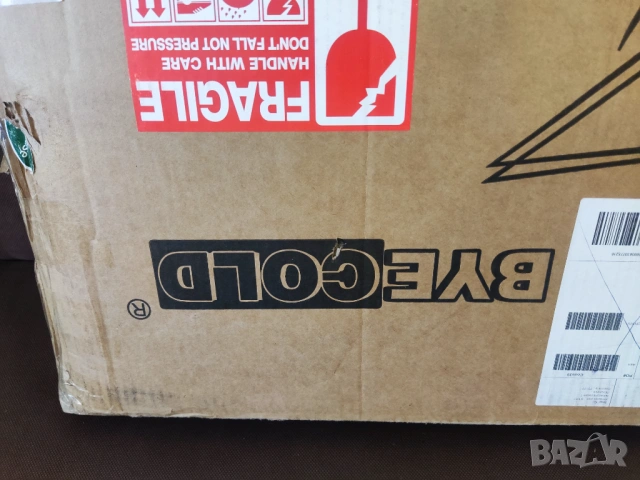 BYECOLD®
FRAGILE
HANDLE WITH CARE
DON'T FALL NOT PRESSURE
BAZAR